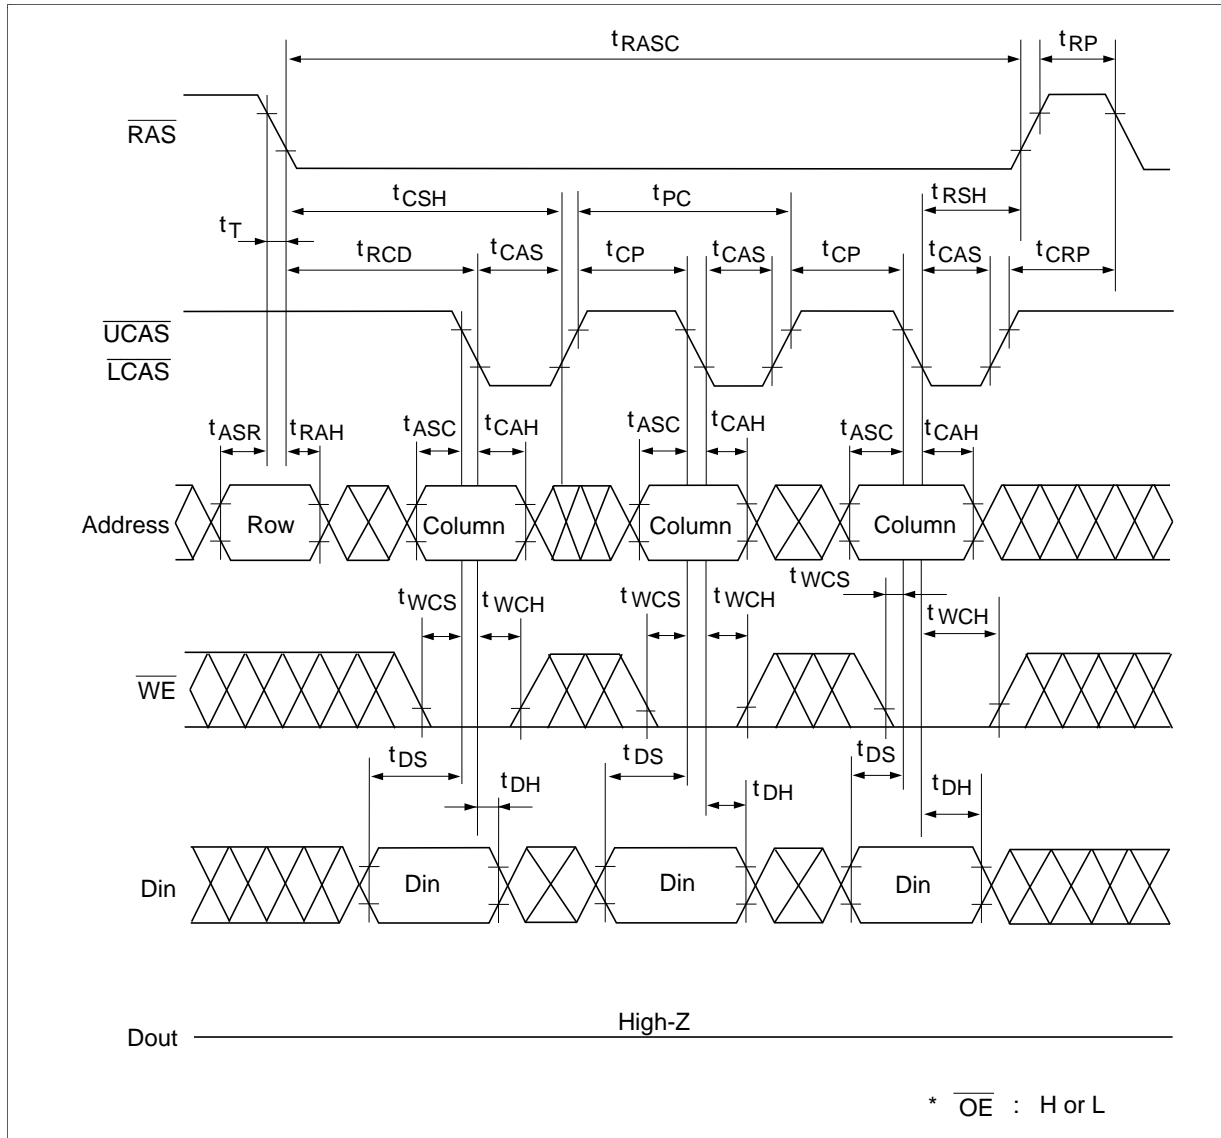 tRASC tRP
RAS
tCSH tPC tRSH
tT
tRCD tCAS tCP tCAS tCP tCAS tCRP
UCAS
LCAS
tASR tRAH tASC tCAH tASC tCAH tASC tCAH
Address Row Column Column Column
tWCS tWCH tWCS tWCH tWCS tWCH
WE
tDS tDH tDS tDH tDS tDH
Din Din Din Din
High-Z
Dout
* OE : H or L